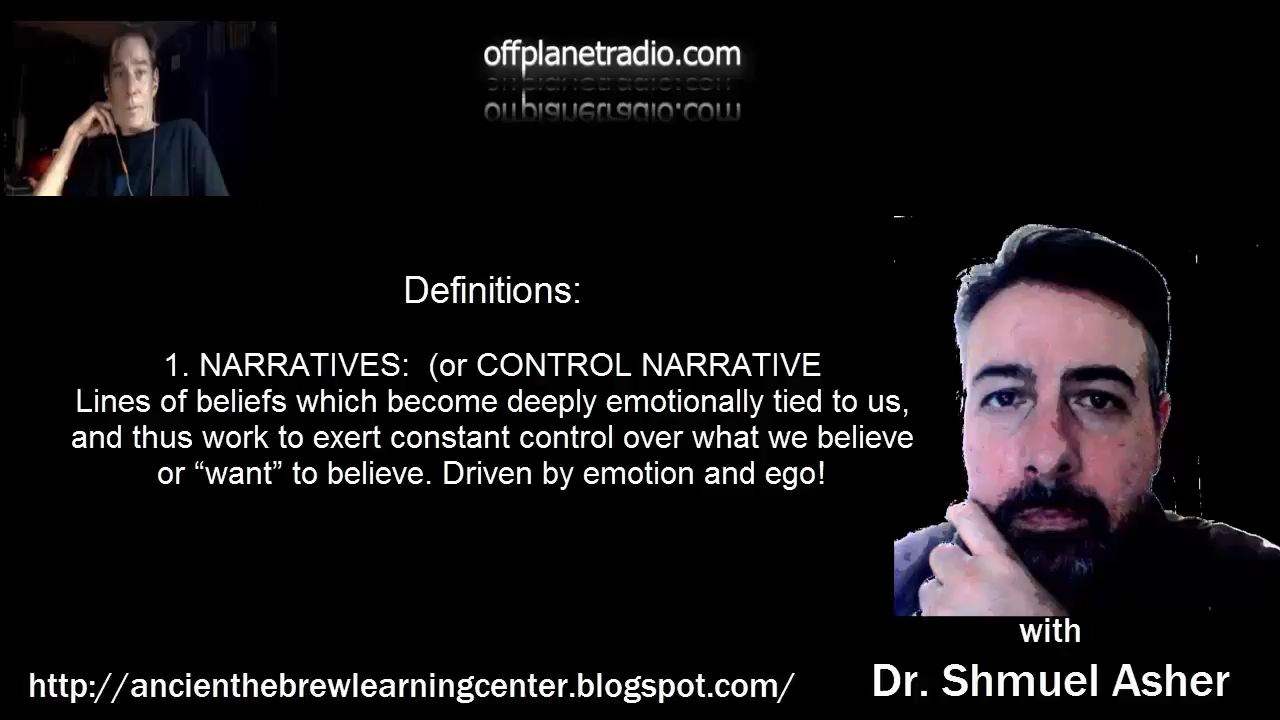 offplanetradio.com
Definitions:
1. NARRATIVES:  (or CONTROL NARRATIVE
Lines of beliefs which become deeply emotionally tied to us,
and thus work to exert constant control over what we believe
or “want” to believe. Driven by emotion and ego!
with
Dr. Shmuel Asher
http://ancienthebrewlearningcenter.blogspot.com/